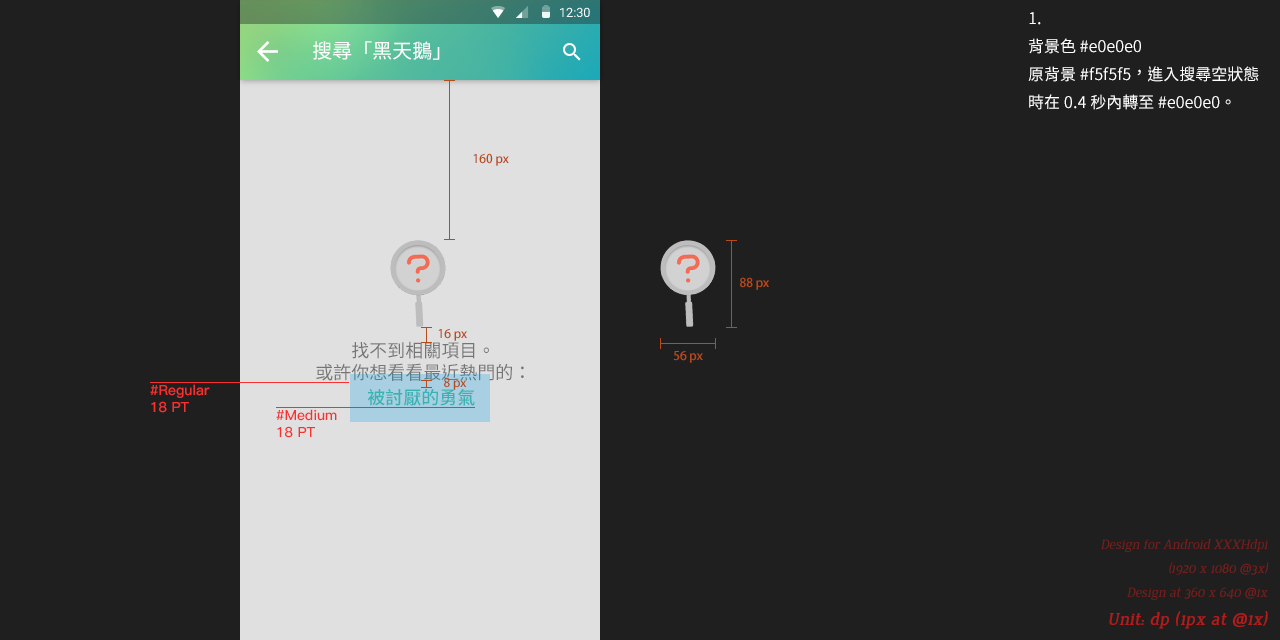 12:30
搜尋「黑天鵝」
160 px
?
?
88 px
16 px
56 px
找不到相關項目。
或許你想看看最近熱門的：
8 px
被討厭的勇氣
#Regular
18 PT
#Medium
18 PT
1.
背景色 #e0e0e0
原背景 #f5f5f5，進入搜尋空狀態
時在 0.4 秒內轉至 #e0e0e0。
Design for Android XXXHdpi
(1920 x 1080 @3x)
Design at 360 x 640 @1x
Unit: dp (1px at @1x)